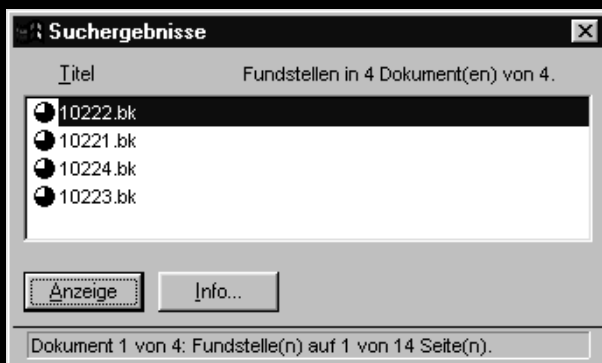 Suchergebnisse
Titel Fundstellen in 4 Dokument(en) von 4.
10222.bk
10221.bk
10224.bk
10223.bk
Anzeige Info...
Dokument 1 von 4: Fundstelle(n) auf 1 von 14 Seite(n).